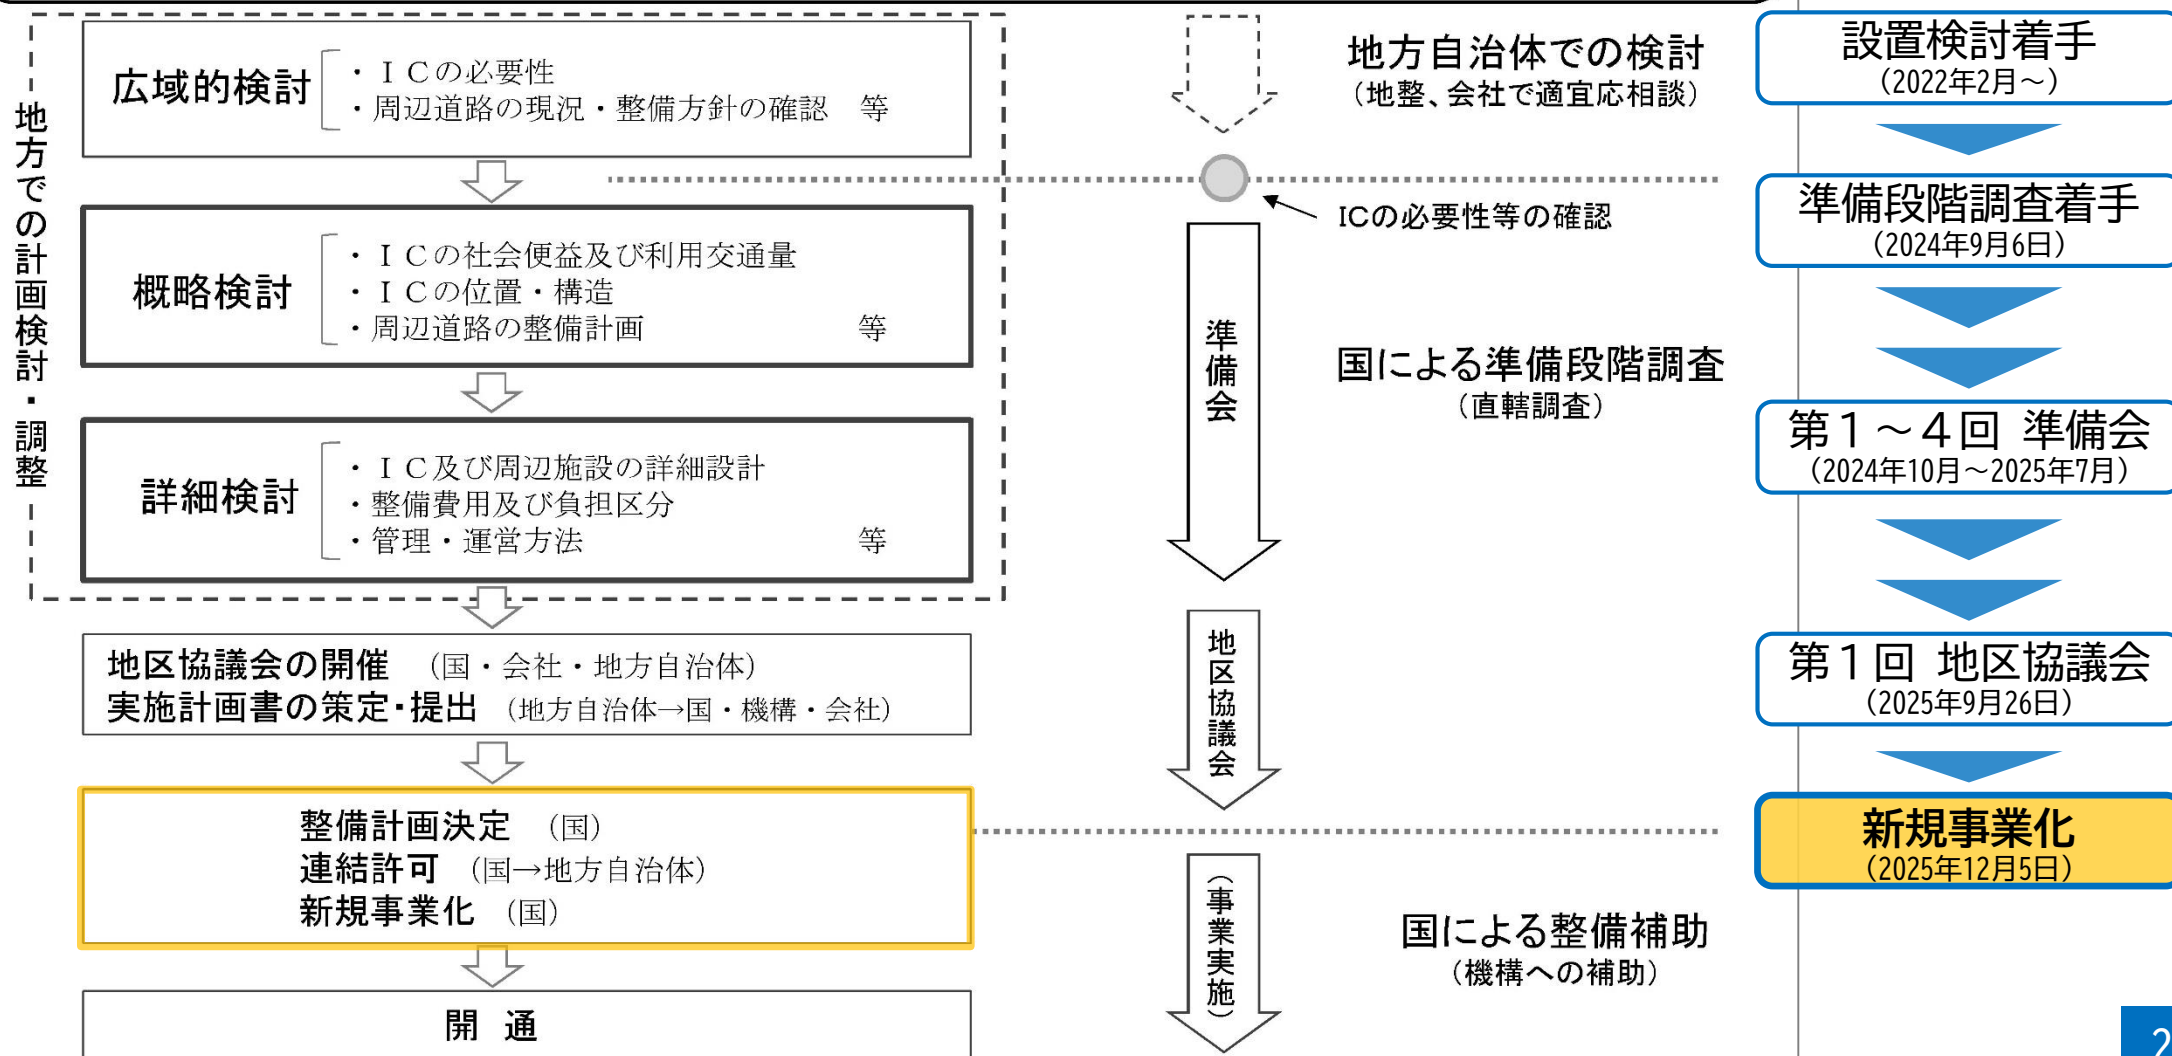 地方での計画検討・調整
広域的検討
・ＩＣの必要性
・周辺道路の現況・整備方針の確認　等
概略検討
・ＩＣの社会便益及び利用交通量
・ＩＣの位置・構造
・周辺道路の整備計画　等
詳細検討
・ＩＣ及び周辺施設の詳細設計
・整備費用及び負担区分
・管理・運営方法　等
地区協議会の開催　（国・会社・地方自治体）
実施計画書の策定・提出　（地方自治体→国・機構・会社）
整備計画決定　（国）
連結許可　（国→地方自治体）
新規事業化　（国）
開　通
地方自治体での検討
（地整、会社で適宜応相談）
ICの必要性等の確認
準備会
国による準備段階調査
（直轄調査）
地区協議会
（事業実施）
国による整備補助
（機構への補助）
設置検討着手
（2022年2月～）
準備段階調査着手
（2024年9月6日）
第１～４回 準備会
（2024年10月～2025年7月）
第１回 地区協議会
（2025年9月26日）
新規事業化
（2025年12月5日）
2